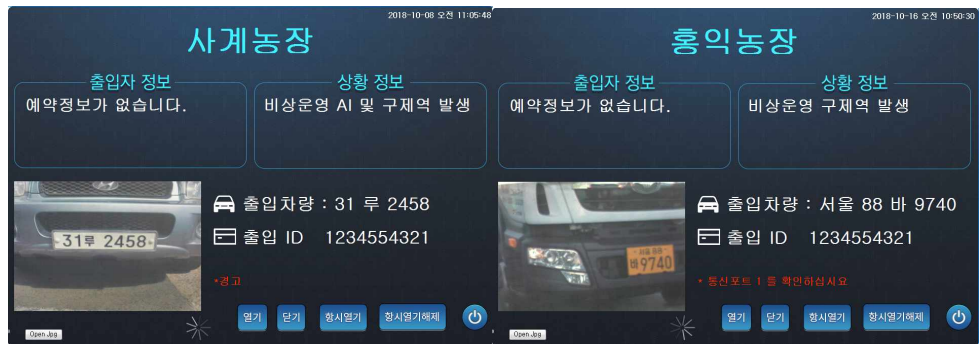 2018-10-08 오전 11:05:48
사계농장
출입자 정보
예약정보가 없습니다.
상황 정보
비상운영 AI 및 구제역 발생
31루 2458
출입차량 : 31 루 2458
출입 ID 1234554321
*경고
열기 닫기 항시열기 항시열기해제
Open Jpg
2018-10-16 오전 10:50:30
홍익농장
출입자 정보
예약정보가 없습니다.
상황 정보
비상운영 구제역 발생
서울 88
바 9740
출입차량 : 서울 88 바 9740
출입 ID 1234554321
* 통신포트 1 를 확인하십시요
열기 닫기 항시열기 항시열기해제
Open Jpg